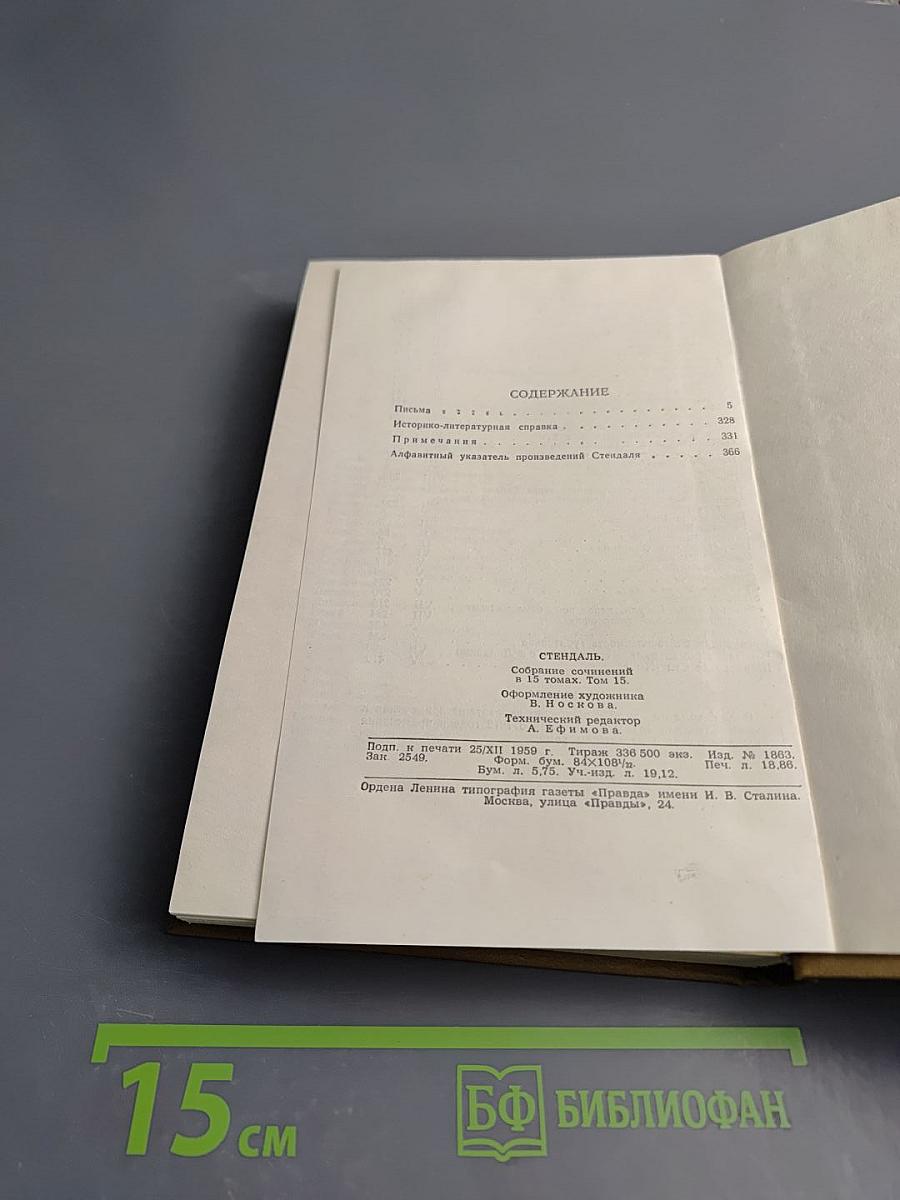 СОДЕРЖАНИЕ
Письма . . . . . . . . . . . . . . . . . . . . 5
Историко-литературная справка . . . . . . . . . . . 328
Примечания . . . . . . . . . . . . . . . . 331
Алфавитный указатель произведений Стендаля . . . . . 366
СТЕНДАЛЬ.
Собрание сочинений
в 15 томах. Том 15.
Оформление художника
В. Носкова.
Технический редактор
А. Ефимова.
Подп. к печати 25/XII 1959 г. Тираж 336 500 экз. Изд. № 1863.
Зак. 2549. Форм. бум. 84×108¹/₃₂. Печ. л. 18,86.
Бум. л. 5,75. Уч.-изд. л. 19,12.
Ордена Ленина типография газеты «Правда» имени И. В. Сталина.
Москва, улица «Правды», 24.
15 см
БФ БИБЛИОФАН